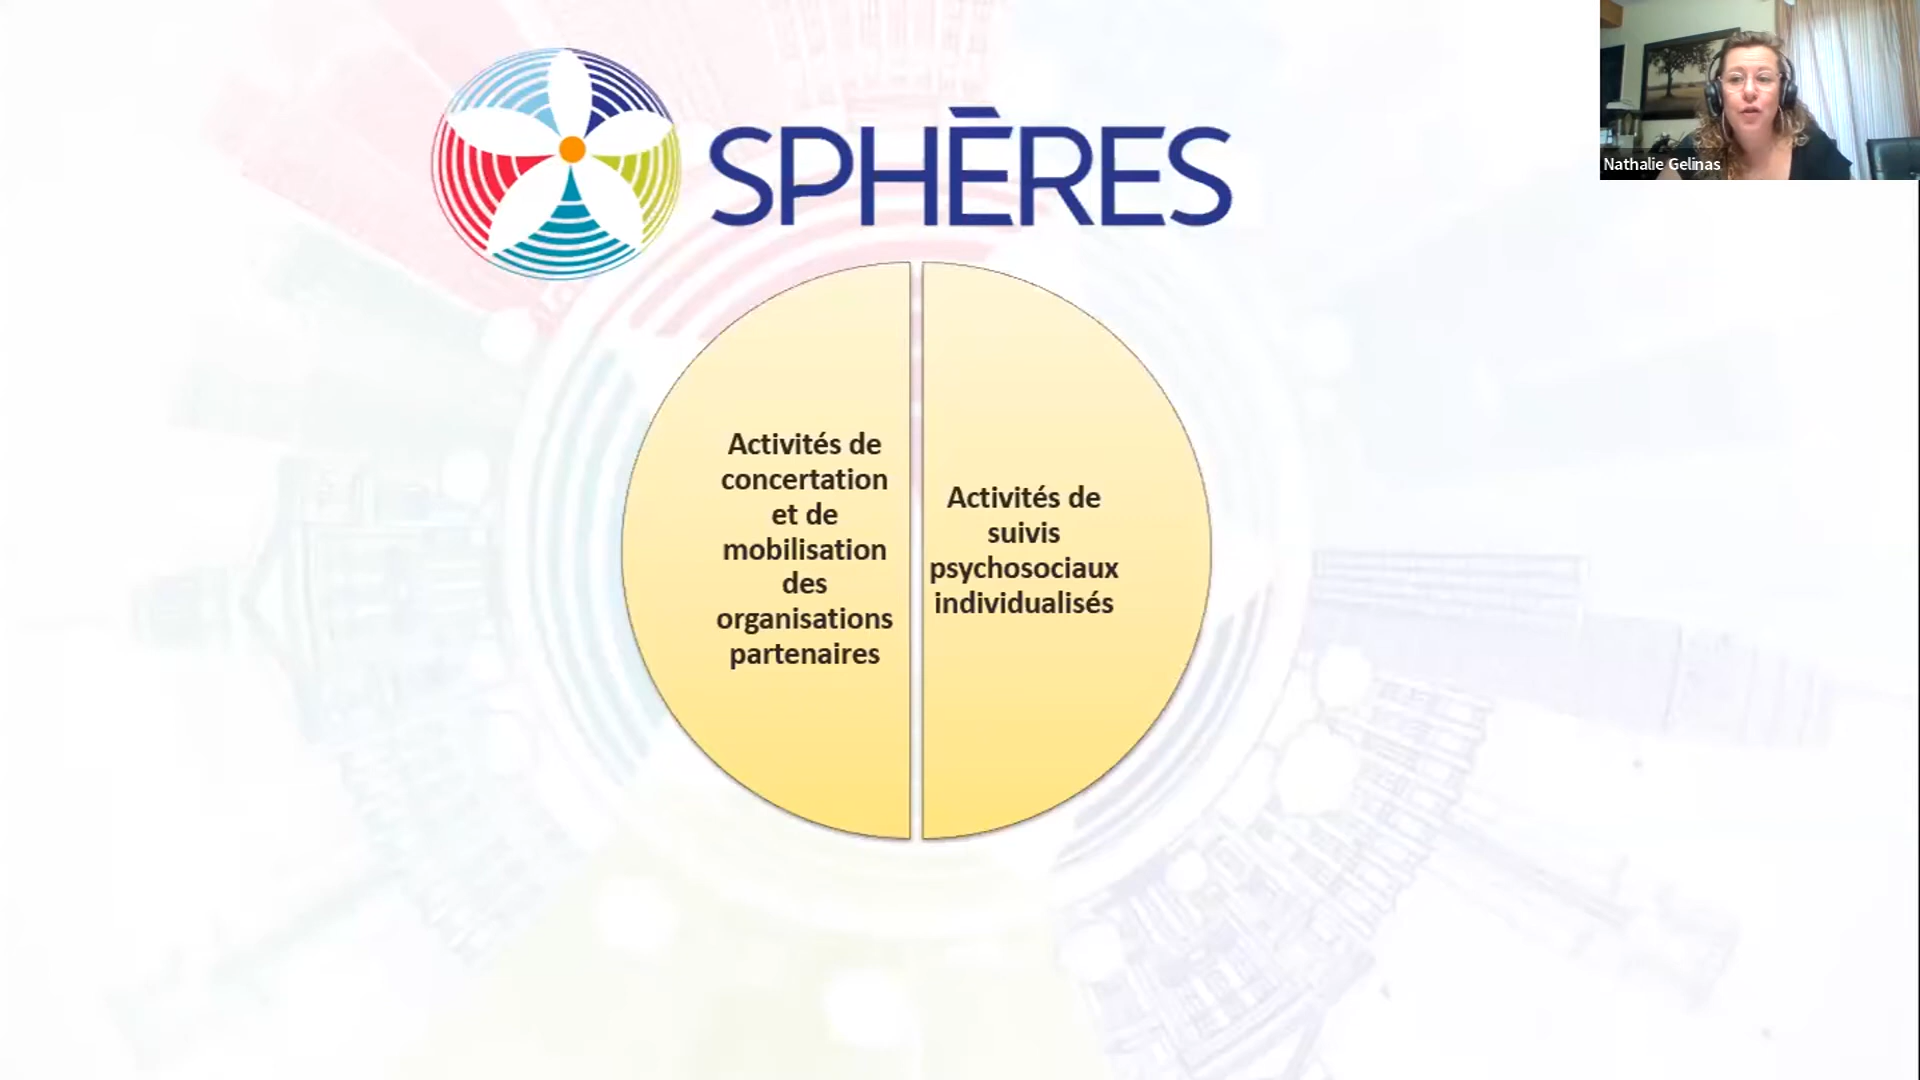 SPHÈRES
Nathalie Gelinas
Activités de
concertation
et de
mobilisation
des
organisations
partenaires
Activités de
suivis
psychosociaux
individualisés